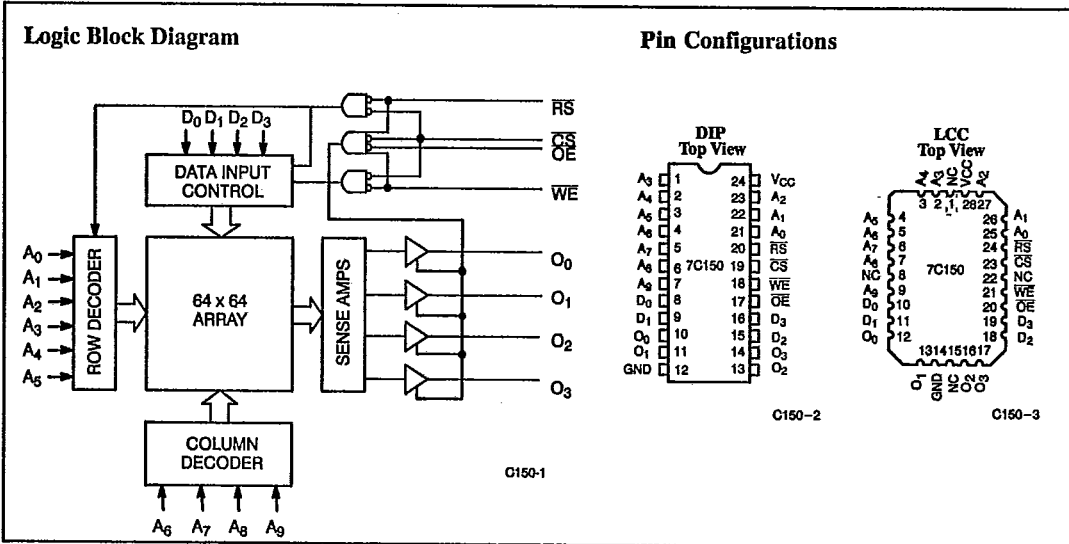 Logic Block Diagram
Pin Configurations
RS
D0 D1 D2 D3
CS
OE
DATA INPUT
CONTROL
WE
A0
A1
A2
A3
A4
A5
ROW DECODER
64 x 64
ARRAY
SENSE AMPS
O0
O1
O2
O3
COLUMN
DECODER
A6 A7 A8 A9
C150-1
DIP
Top View
A3 1 24 VCC
A4 2 23 A2
A5 3 22 A1
A6 4 21 A0
A7 5 20 RS
A8 6 7C150 19 CS
A9 7 18 WE
D0 8 17 OE
D1 9 16 D3
O0 10 15 D2
O1 11 14 O3
GND 12 13 O2
C150-2
LCC
Top View
A4 A3 NC VCC A2
3 2 1 28 27
A5 4 26 A1
A6 5 25 A0
A7 6 24 RS
A8 7 7C150 23 CS
NC 8 22 NC
A9 9 21 WE
D0 10 20 OE
D1 11 19 D3
O0 12 18 D2
13 14 15 16 17
O1 GND NC O2 O3
C150-3